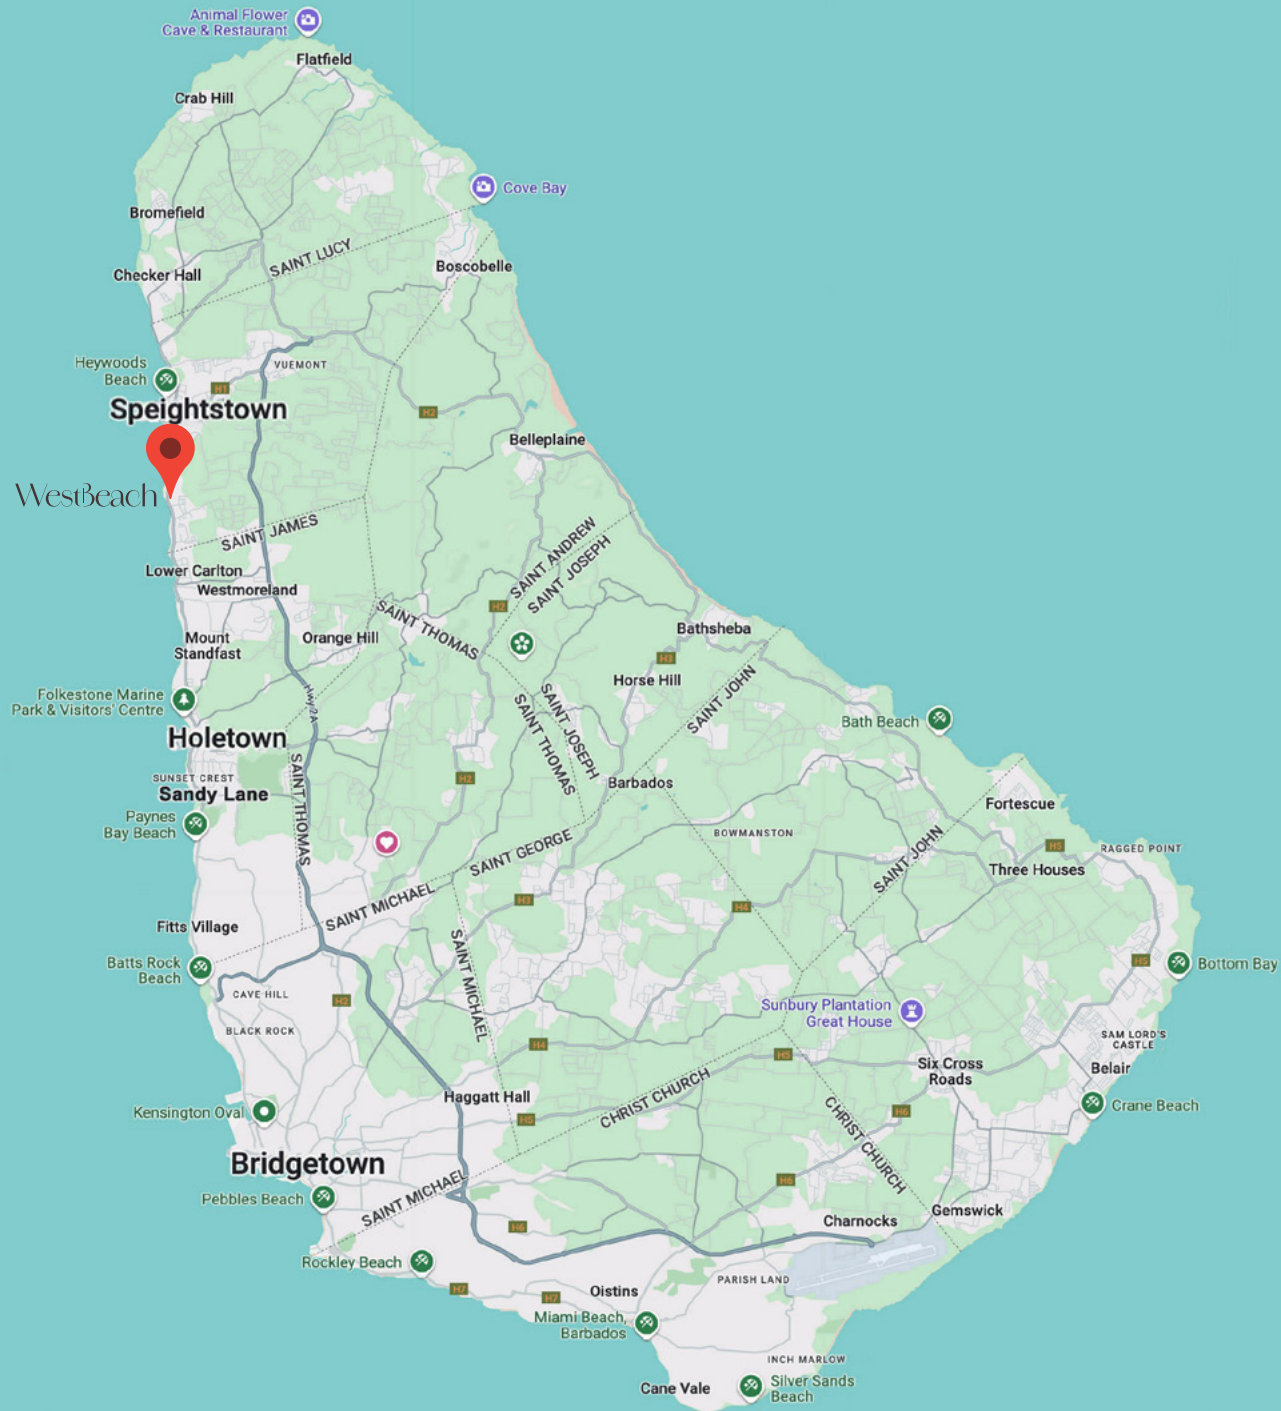 Animal Flower
Cave & Restaurant
Flatfield
Crab Hill
Cove Bay
Bromefield
SAINT LUCY
Boscobelle
Checker Hall
Heywoods
Beach
VUEMONT
H1
Speightstown
H2
Belleplaine
WestBeach
SAINT JAMES
SAINT ANDREW
SAINT JOSEPH
Lower Carlton
Westmoreland
H2
SAINT THOMAS
Bathsheba
Mount
Standfast
Orange Hill
H3
Horse Hill
SAINT JOHN
Folkestone Marine
Park & Visitors' Centre
Hwy 2A
SAINT JOSEPH
SAINT THOMAS
Bath Beach
Holetown
SAINT THOMAS
SUNSET CREST
Sandy Lane
H2
Barbados
Fortescue
Paynes
Bay Beach
BOWMANSTON
SAINT JOHN
H5
RAGGED POINT
SAINT GEORGE
Three Houses
SAINT MICHAEL
H3
H4
Fitts Village
SAINT MICHAEL
Batts Rock
Beach
H5
Bottom Bay
CAVE HILL
H2
Sunbury Plantation
Great House
BLACK ROCK
SAM LORD'S
CASTLE
H4
H5
Six Cross
Roads
Belair
Haggatt Hall
CHRIST CHURCH
CHRIST CHURCH
Kensington Oval
H5
H6
Crane Beach
Bridgetown
SAINT MICHAEL
H6
Pebbles Beach
Gemswick
H6
Charnocks
Rockley Beach
PARISH LAND
H7
H7
Oistins
Miami Beach,
Barbados
INCH MARLOW
Cane Vale
Silver Sands
Beach